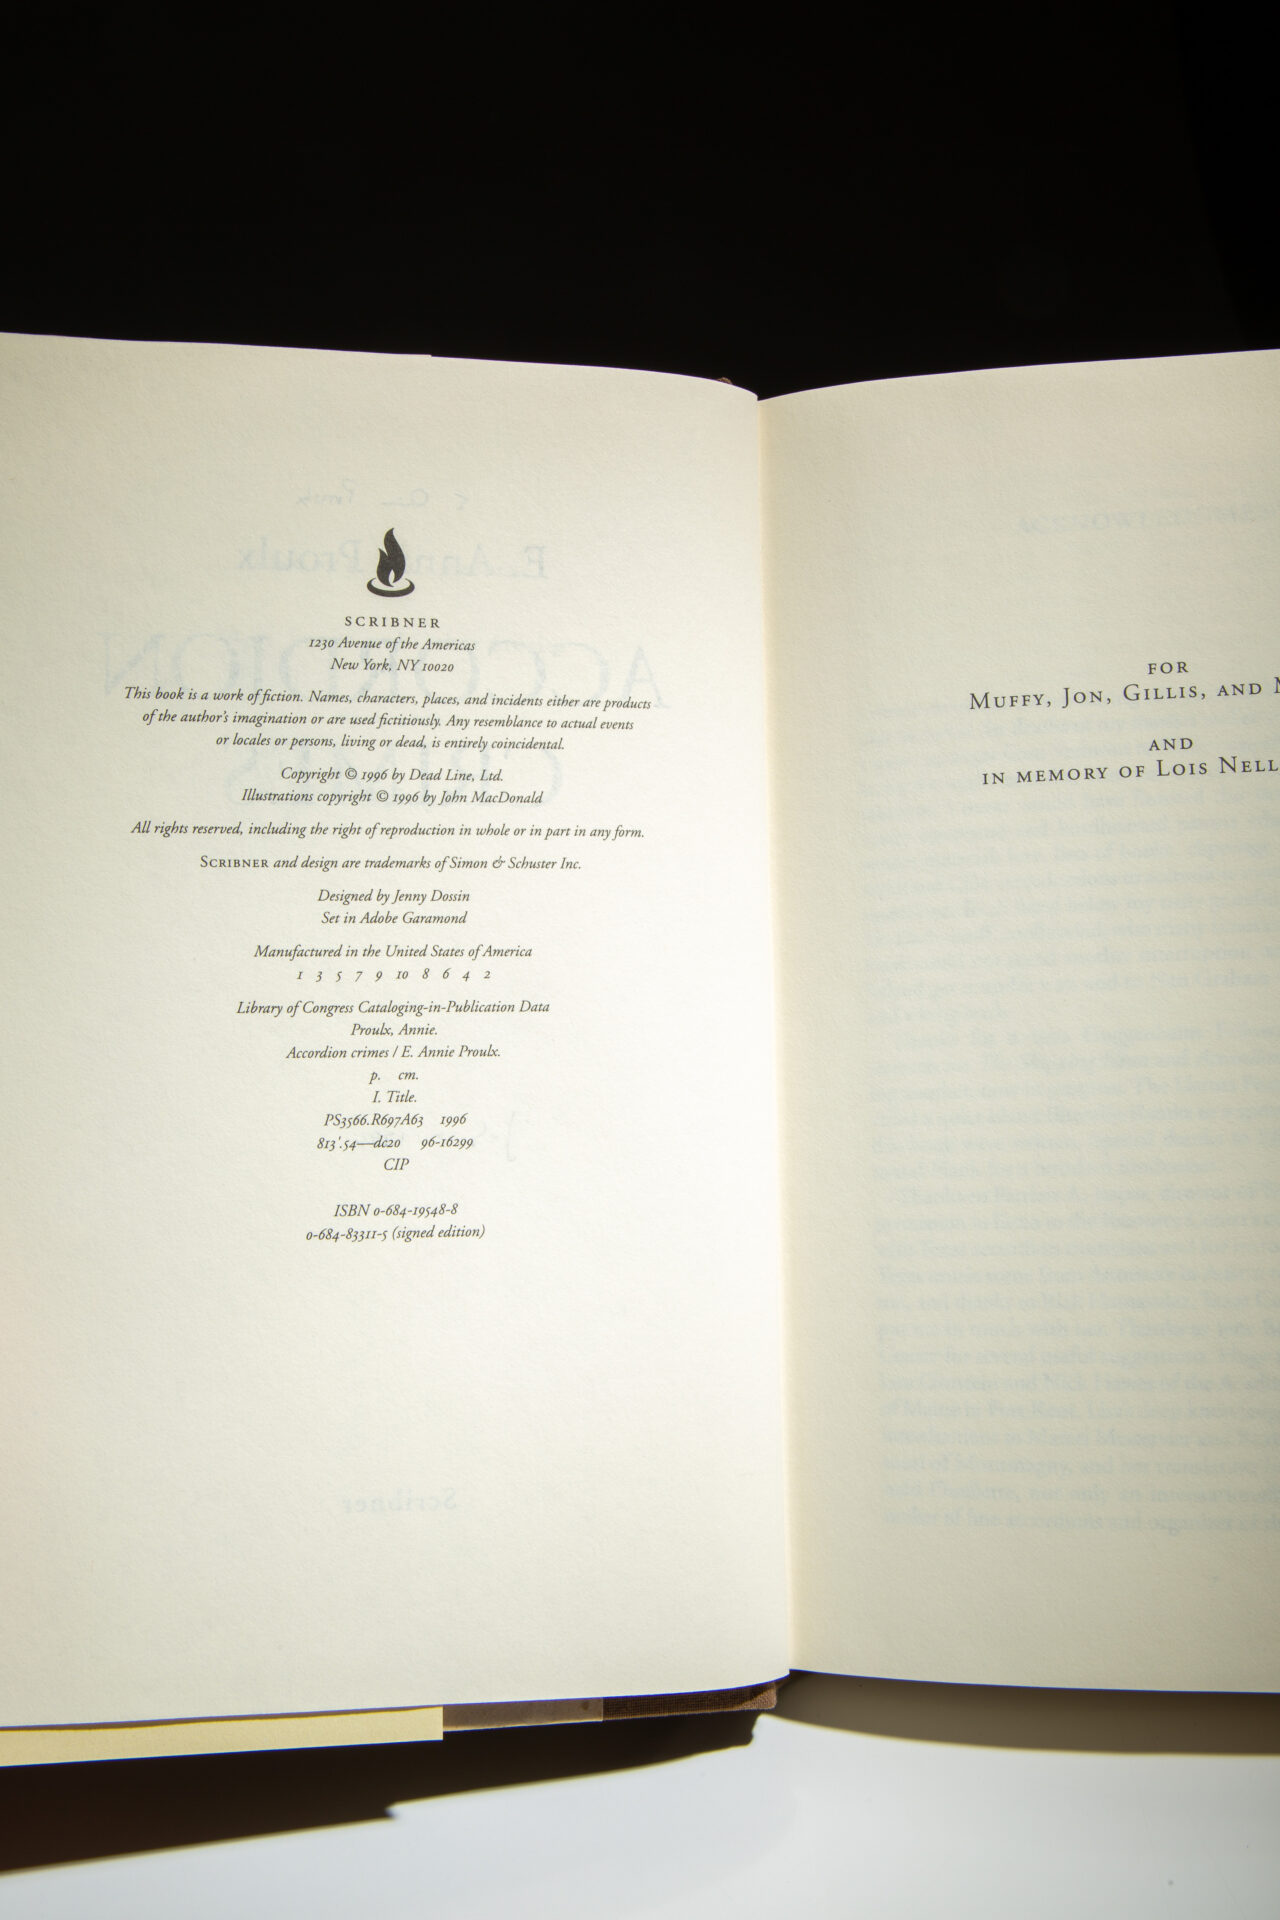 SCRIBNER
1230 Avenue of the Americas
New York, NY 10020
This book is a work of fiction. Names, characters, places, and incidents either are products
of the author's imagination or are used fictitiously. Any resemblance to actual events
or locales or persons, living or dead, is entirely coincidental.
Copyright © 1996 by Dead Line, Ltd.
Illustrations copyright © 1996 by John MacDonald
All rights reserved, including the right of reproduction in whole or in part in any form.
SCRIBNER and design are trademarks of Simon & Schuster Inc.
Designed by Jenny Dossin
Set in Adobe Garamond
Manufactured in the United States of America
1 3 5 7 9 10 8 6 4 2
Library of Congress Cataloging-in-Publication Data
Proulx, Annie.
Accordion crimes / E. Annie Proulx.
p. cm.
I. Title.
PS3566.R697A63 1996
813'.54—dc20 96-16299
CIP
ISBN 0-684-19548-8
0-684-83311-5 (signed edition)
FOR
MUFFY, JON, GILLIS, AND
AND
IN MEMORY OF LOIS NELL